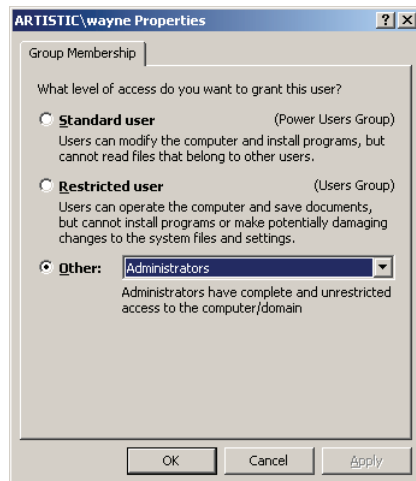 ARTISTIC\wayne Properties
Group Membership
What level of access do you want to grant this user?
Standard user (Power Users Group)
Users can modify the computer and install programs, but
cannot read files that belong to other users.
Restricted user (Users Group)
Users can operate the computer and save documents,
but cannot install programs or make potentially damaging
changes to the system files and settings.
Other: Administrators
Administrators have complete and unrestricted
access to the computer/domain
OK Cancel Apply